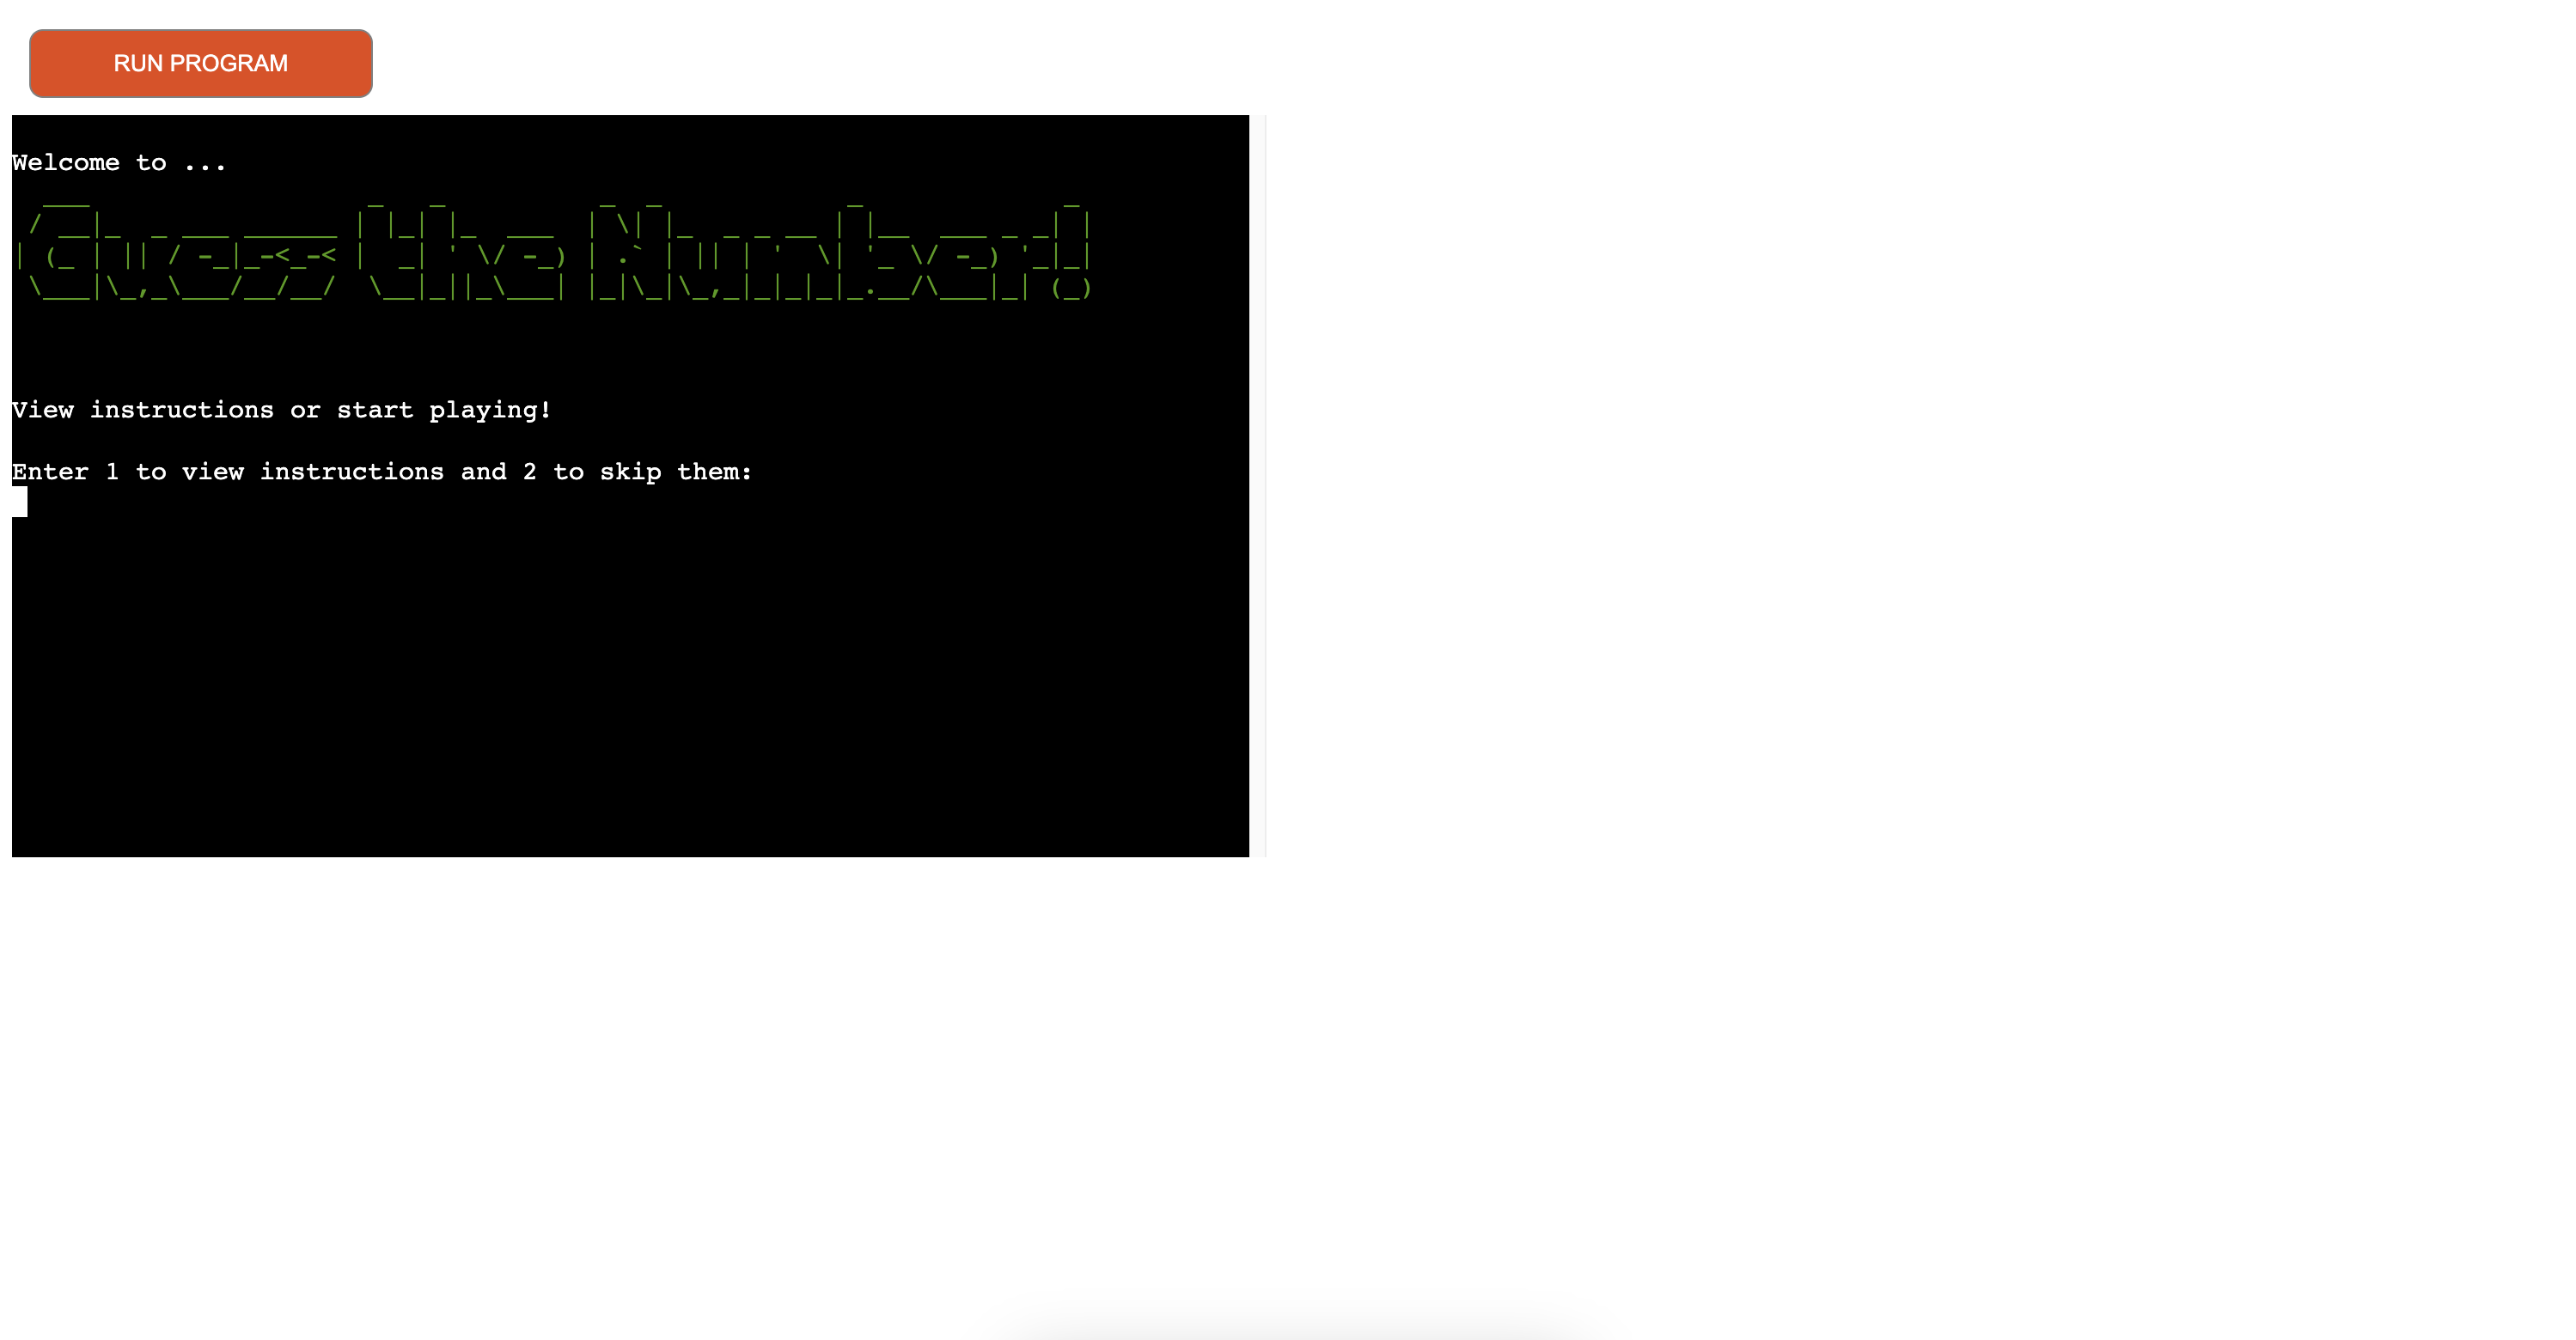 RUN PROGRAM
Welcome to ...
Guess the Number!
View instructions or start playing!
Enter 1 to view instructions and 2 to skip them: